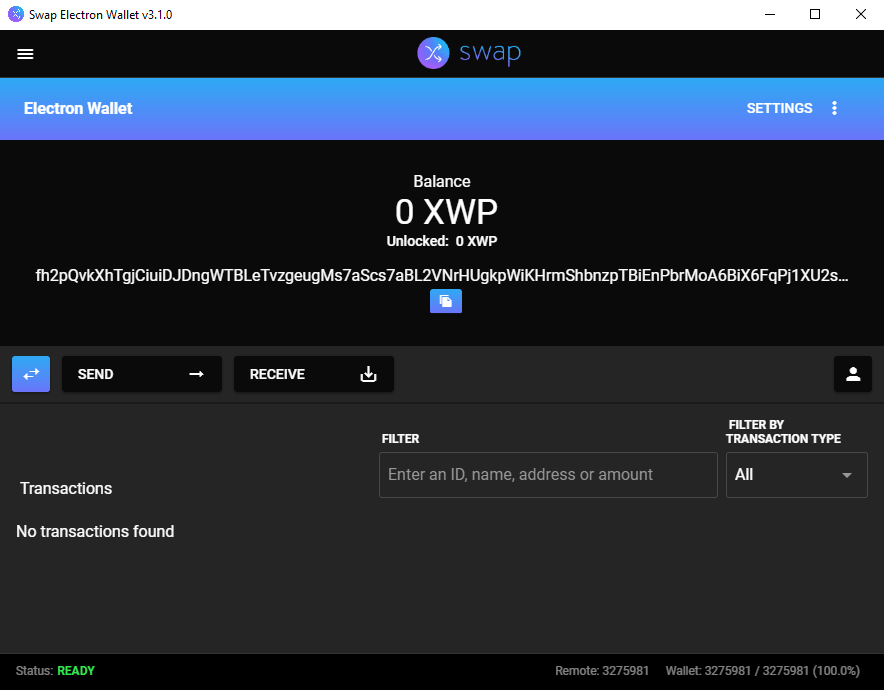 Swap Electron Wallet v3.1.0
swap
Electron Wallet
SETTINGS
Balance
0 XWP
Unlocked: 0 XWP
fh2pQvkXhTgjCiuiDJDngWTBLeTvzgeugMs7aScs7aBL2VNrHUgkpWiKHrmShbnzpTBiEnPbrMoA6BiX6FqPj1XU2s...
SEND
RECEIVE
FILTER
FILTER BY
TRANSACTION TYPE
Enter an ID, name, address or amount
All
Transactions
No transactions found
Status: READY
Remote: 3275981 Wallet: 3275981 / 3275981 (100.0%)